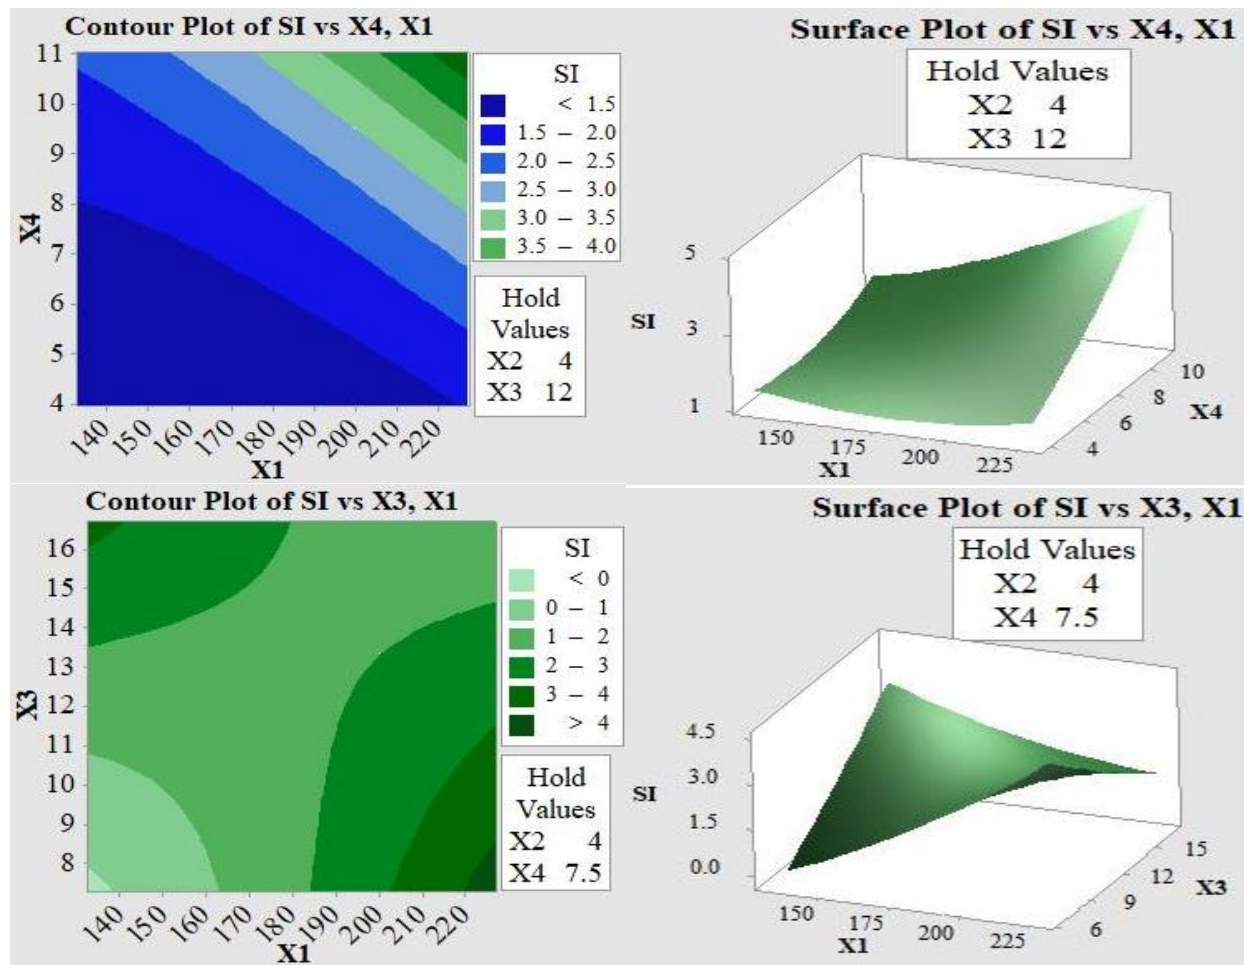 Contour Plot of SI vs X4, X1
11
10
9
8
7
6
5
4
X4
140 150 160 170 180 190 200 210 220
X1
SI
< 1.5
1.5 – 2.0
2.0 – 2.5
2.5 – 3.0
3.0 – 3.5
3.5 – 4.0
Hold
Values
X2 4
X3 12
Surface Plot of SI vs X4, X1
Hold Values
X2 4
X3 12
5
3
1
SI
150 175 200 225
X1
4 6 8 10
X4
Contour Plot of SI vs X3, X1
16
15
14
13
12
11
10
9
8
X3
140 150 160 170 180 190 200 210 220
X1
SI
< 0
0 – 1
1 – 2
2 – 3
3 – 4
> 4
Hold
Values
X2 4
X4 7.5
Surface Plot of SI vs X3, X1
Hold Values
X2 4
X4 7.5
4.5
3.0
1.5
0.0
SI
150 175 200 225
X1
6 9 12 15
X3